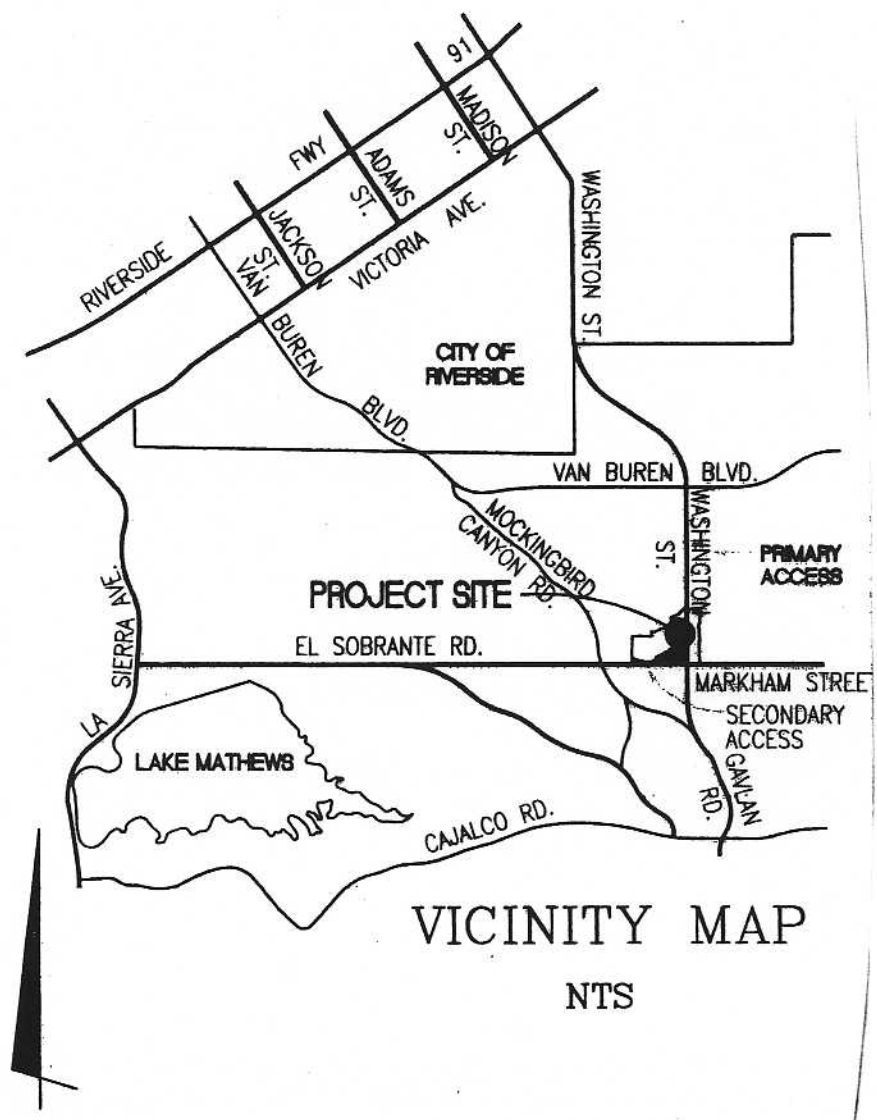 91
FWY
RIVERSIDE
MADISON
ST.
ADAMS
ST.
JACKSON
ST.
VICTORIA AVE.
WASHINGTON ST.
VAN
BUREN
BLVD.
CITY OF
RIVERSIDE
VAN BUREN BLVD.
MOCKINGBIRD
CANYON RD.
WASHINGTON
ST.
PRIMARY
ACCESS
PROJECT SITE
EL SOBRANTE RD.
LA SIERRA AVE.
MARKHAM STREET
SECONDARY
ACCESS
LAKE MATHEWS
GAVLAN
RD.
CAJALCO RD.
VICINITY MAP
NTS